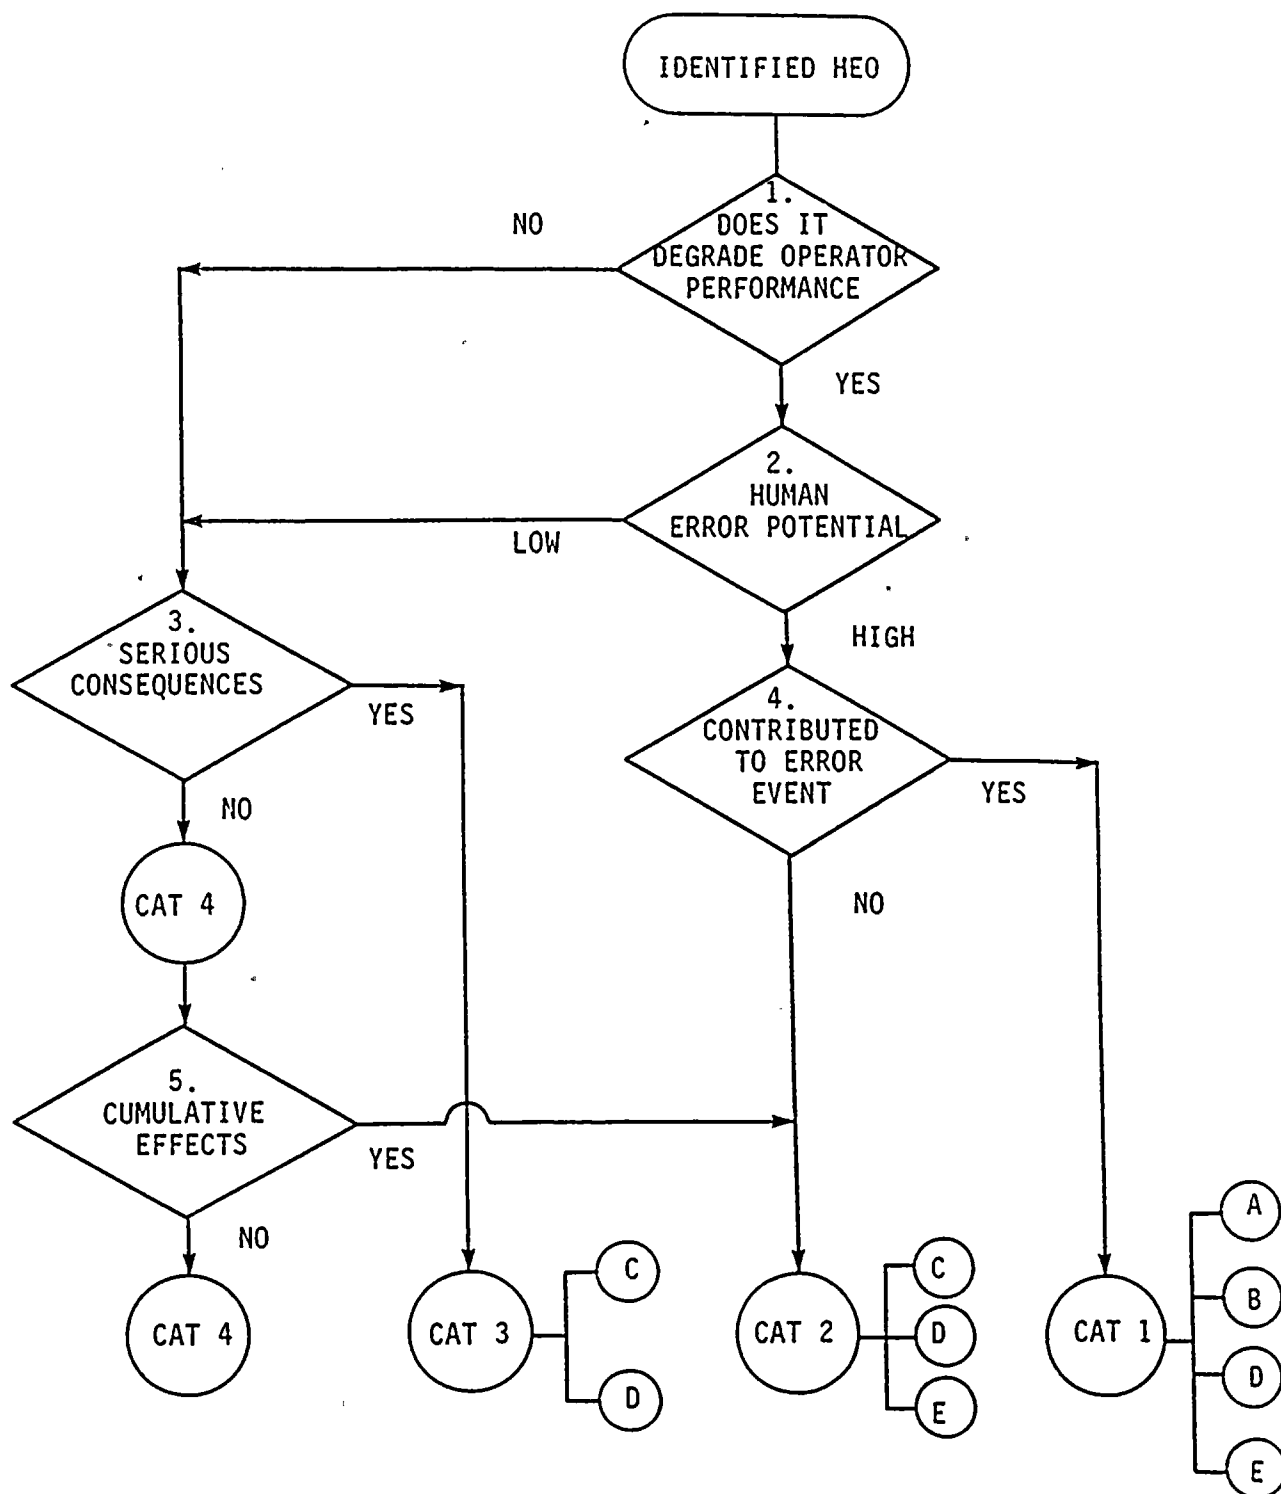 IDENTIFIED HEO
1.
DOES IT
DEGRADE OPERATOR
PERFORMANCE
NO
YES
2.
HUMAN
ERROR POTENTIAL
LOW
HIGH
3.
SERIOUS
CONSEQUENCES
YES
NO
4.
CONTRIBUTED
TO ERROR
EVENT
YES
NO
CAT 4
5.
CUMULATIVE
EFFECTS
YES
NO
CAT 4
CAT 3
C
D
CAT 2
C
D
E
CAT 1
A
B
D
E